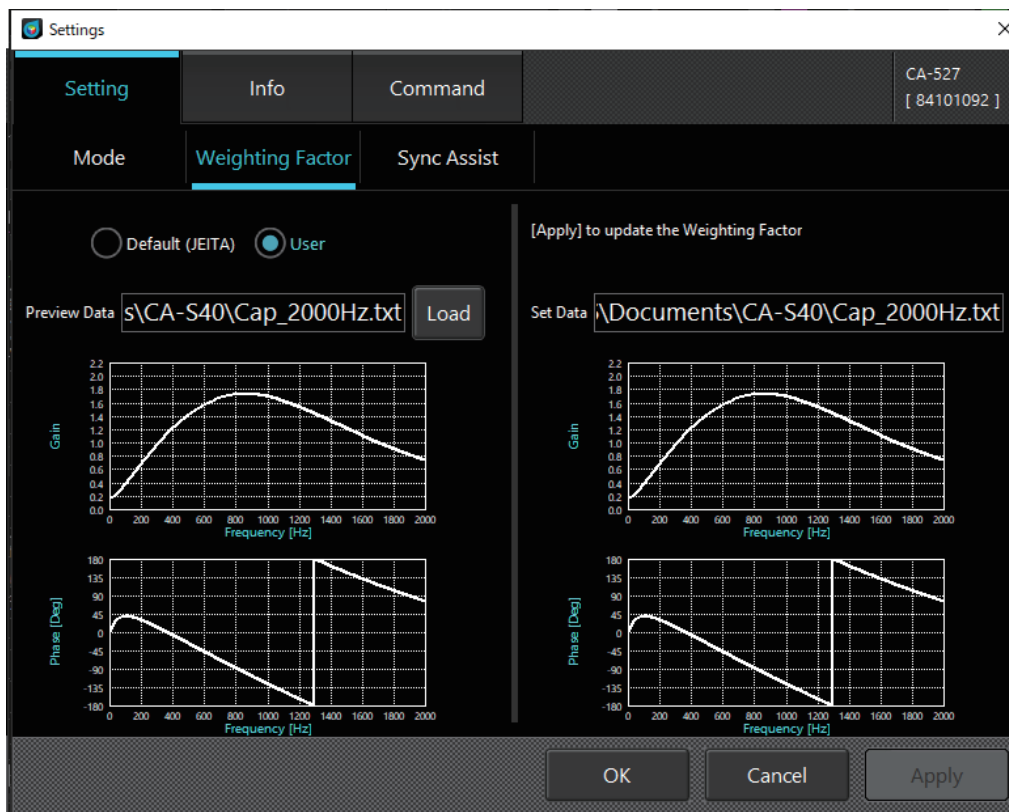 Settings
Setting Info Command
CA-527
[ 84101092 ]
Mode Weighting Factor Sync Assist
Default (JEITA) User
[Apply] to update the Weighting Factor
Preview Data s\CA-S40\Cap_2000Hz.txt Load
Set Data \Documents\CA-S40\Cap_2000Hz.txt
Gain
2.2
2.0
1.8
1.6
1.4
1.2
1.0
0.8
0.6
0.4
0.2
0.0
0 200 400 600 800 1000 1200 1400 1600 1800 2000
Frequency [Hz]
Gain
2.2
2.0
1.8
1.6
1.4
1.2
1.0
0.8
0.6
0.4
0.2
0.0
0 200 400 600 800 1000 1200 1400 1600 1800 2000
Frequency [Hz]
Phase [Deg]
180
135
90
45
0
-45
-90
-135
-180
0 200 400 600 800 1000 1200 1400 1600 1800 2000
Frequency [Hz]
Phase [Deg]
180
135
90
45
0
-45
-90
-135
-180
0 200 400 600 800 1000 1200 1400 1600 1800 2000
Frequency [Hz]
OK Cancel Apply